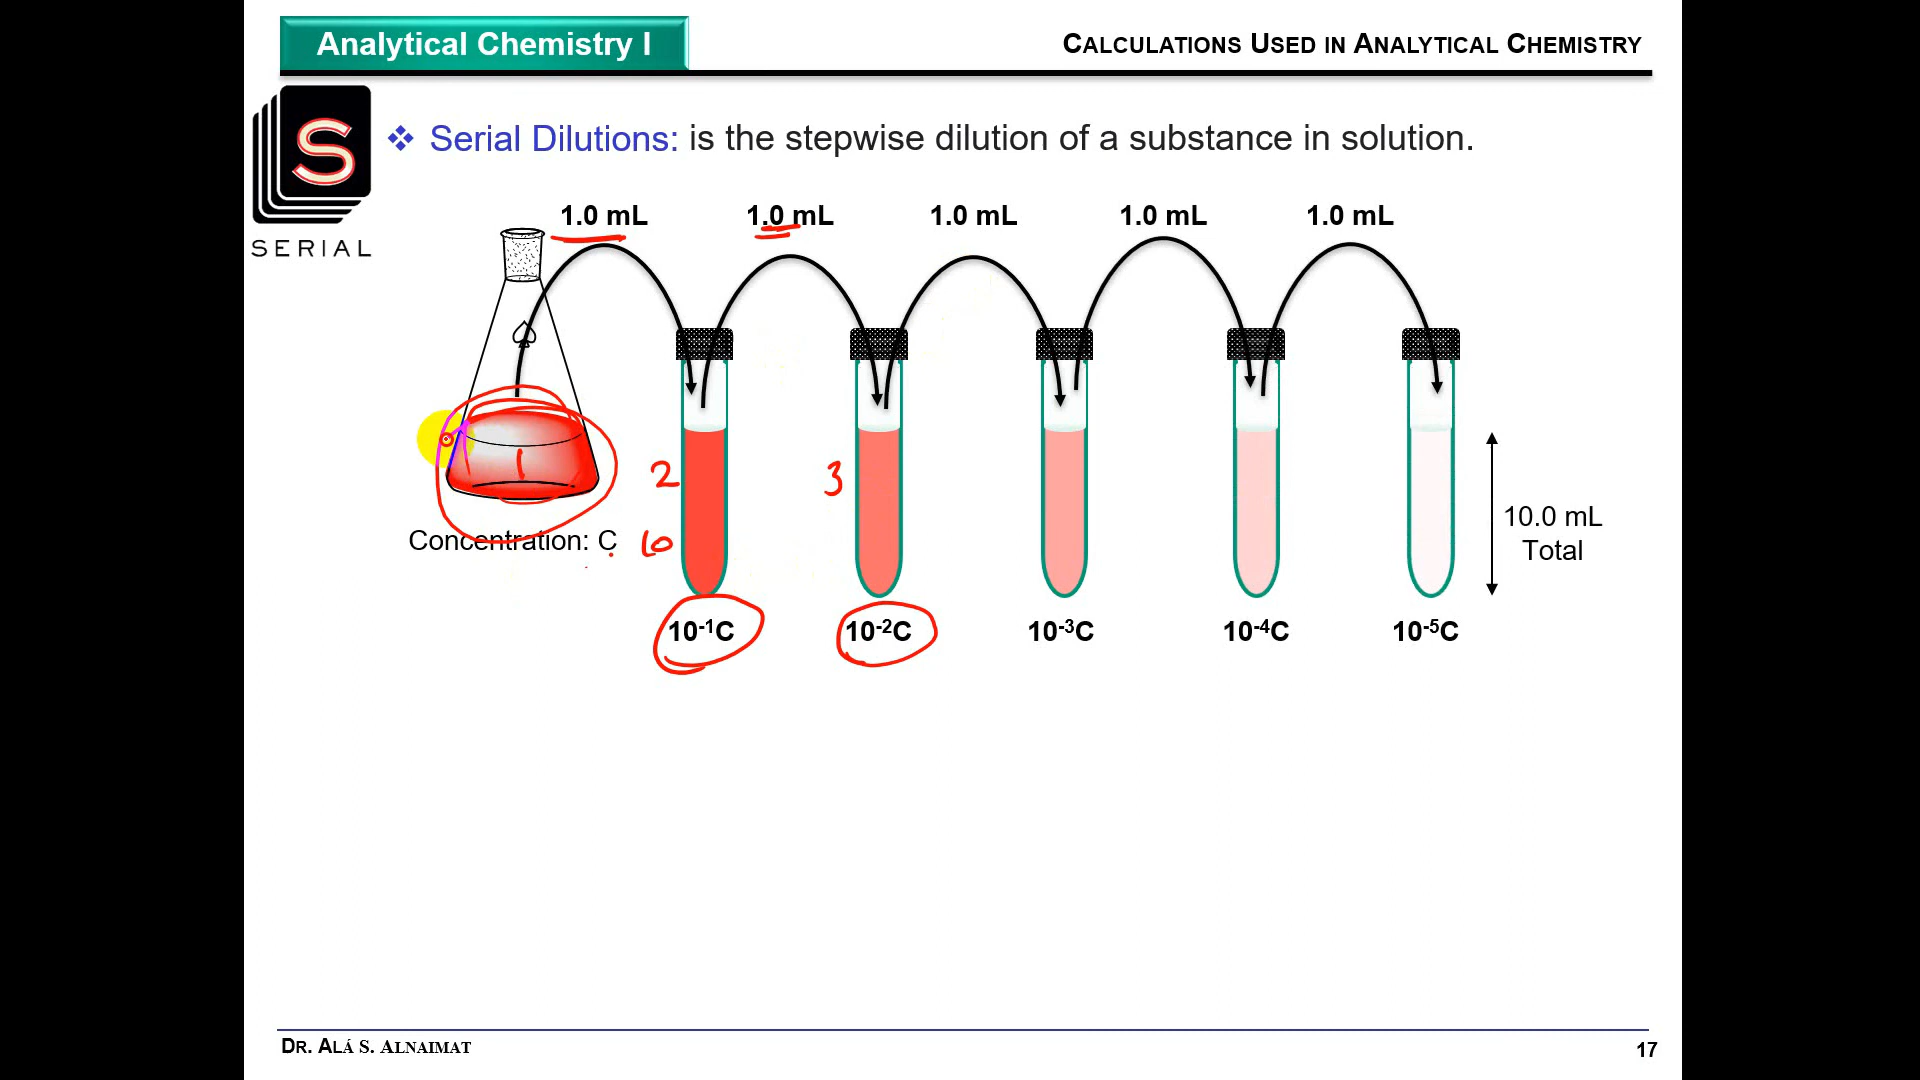 Analytical Chemistry I
CALCULATIONS USED IN ANALYTICAL CHEMISTRY
S
SERIAL
❖ Serial Dilutions: is the stepwise dilution of a substance in solution.
1.0 mL 1.0 mL 1.0 mL 1.0 mL 1.0 mL
1 2 3
Concentration: C 10
10.0 mL
Total
10⁻¹C 10⁻²C 10⁻³C 10⁻⁴C 10⁻⁵C
DR. ALÁ S. ALNAIMAT
17